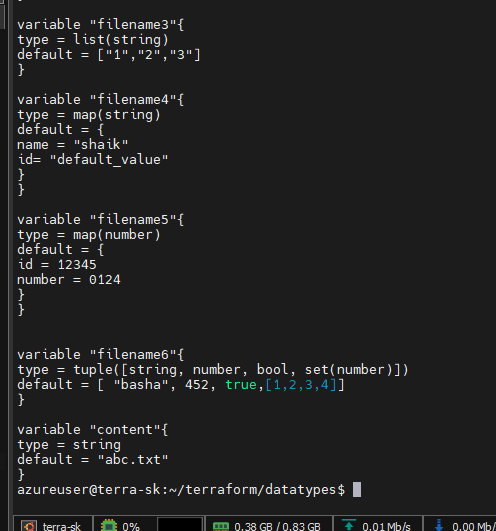 }
variable "filename3"{
type = list(string)
default = ["1","2","3"]
}
variable "filename4"{
type = map(string)
default = {
name = "shaik"
id= "default_value"
}
}
variable "filename5"{
type = map(number)
default = {
id = 12345
number = 0124
}
}
variable "filename6"{
type = tuple([string, number, bool, set(number)])
default = [ "basha", 452, true,[1,2,3,4]]
}
variable "content"{
type = string
default = "abc.txt"
}
azureuser@terra-sk:~/terraform/datatypes$
terra-sk 0% 0.38 GB / 0.83 GB 0.01 Mb/s 0.00 Mb/